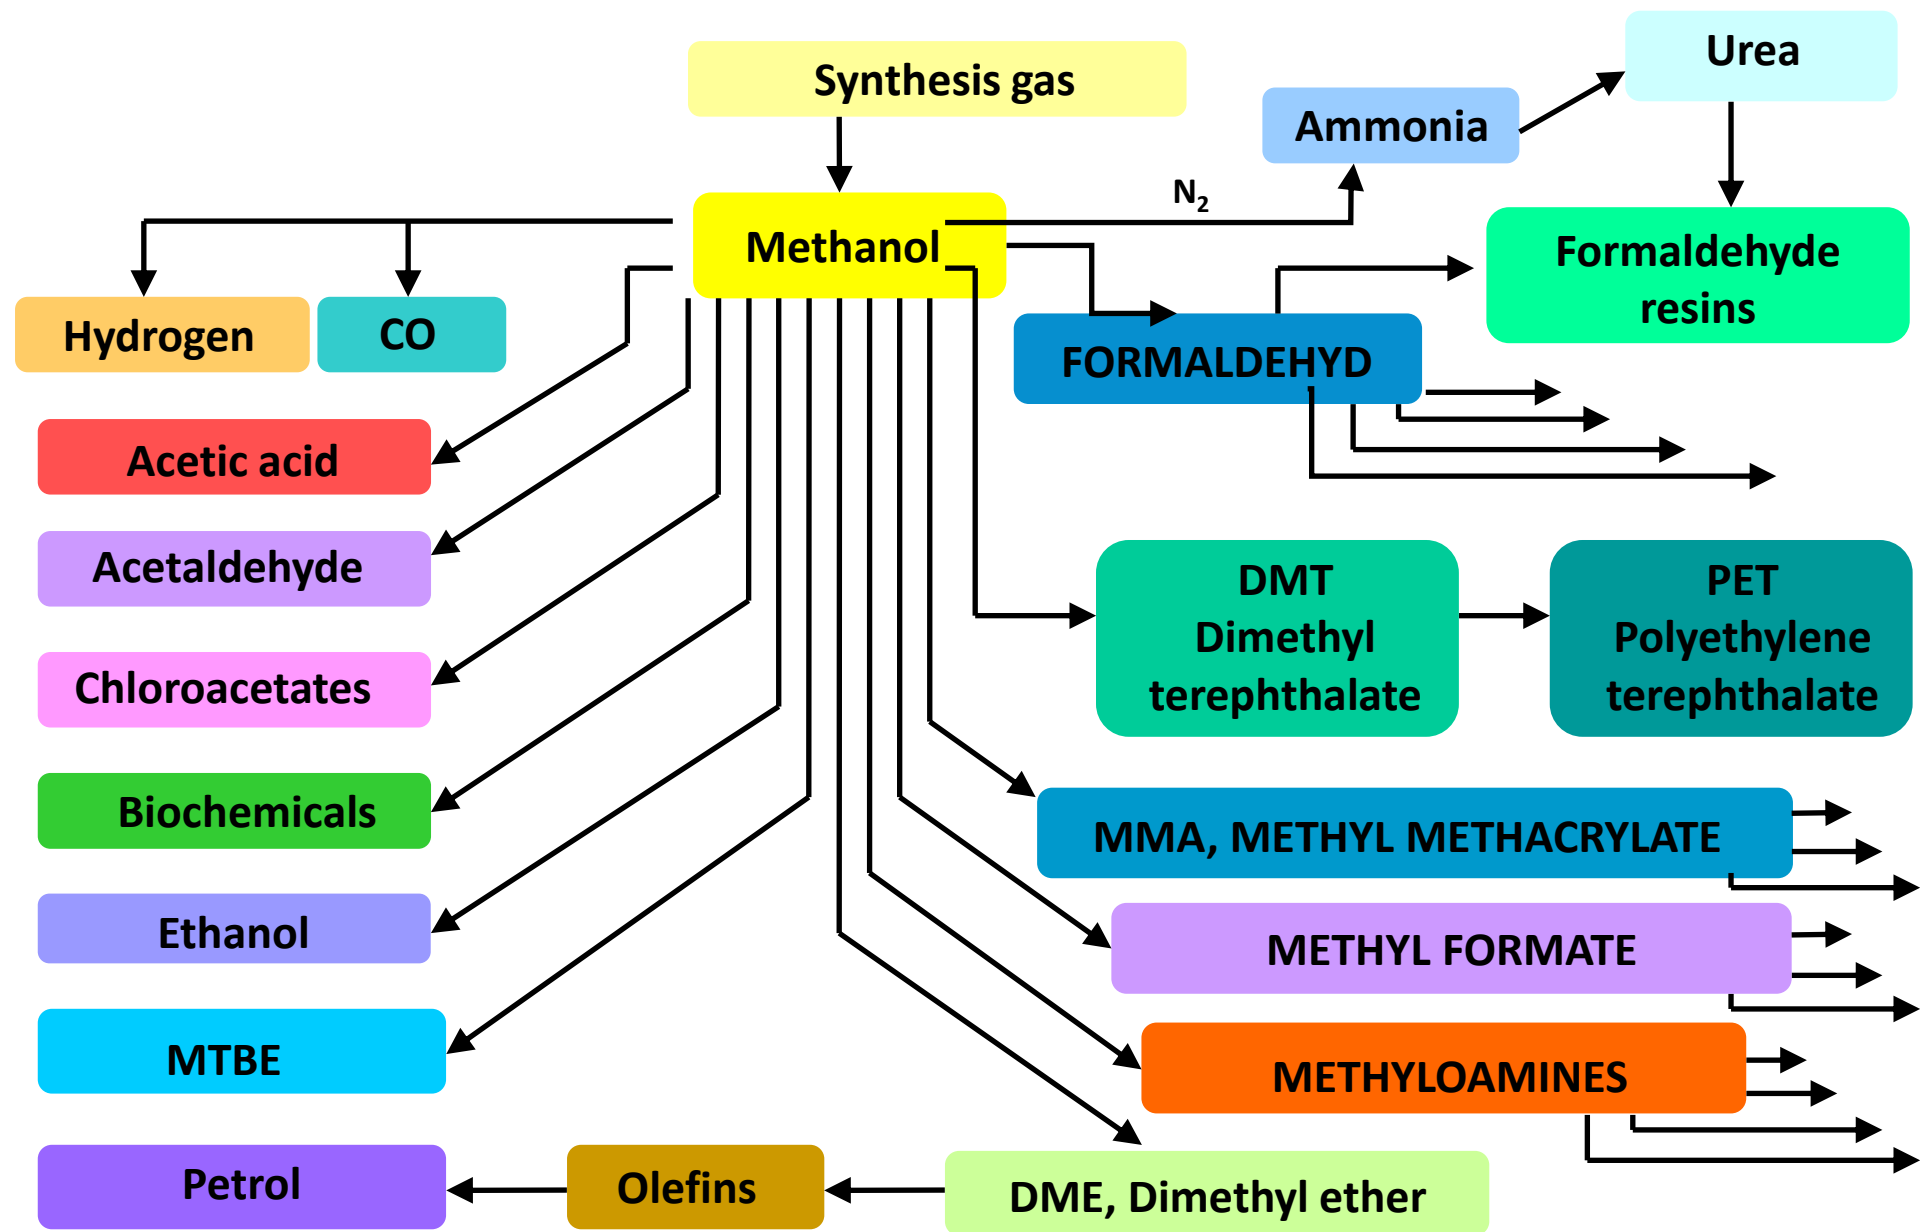 Synthesis gas
Urea
Ammonia
N₂
Methanol
Formaldehyde
resins
Hydrogen
CO
FORMALDEHYD
Acetic acid
Acetaldehyde
DMT
Dimethyl
terephthalate
PET
Polyethylene
terephthalate
Chloroacetates
Biochemicals
MMA, METHYL METHACRYLATE
Ethanol
METHYL FORMATE
MTBE
METHYLOAMINES
Petrol
Olefins
DME, Dimethyl ether